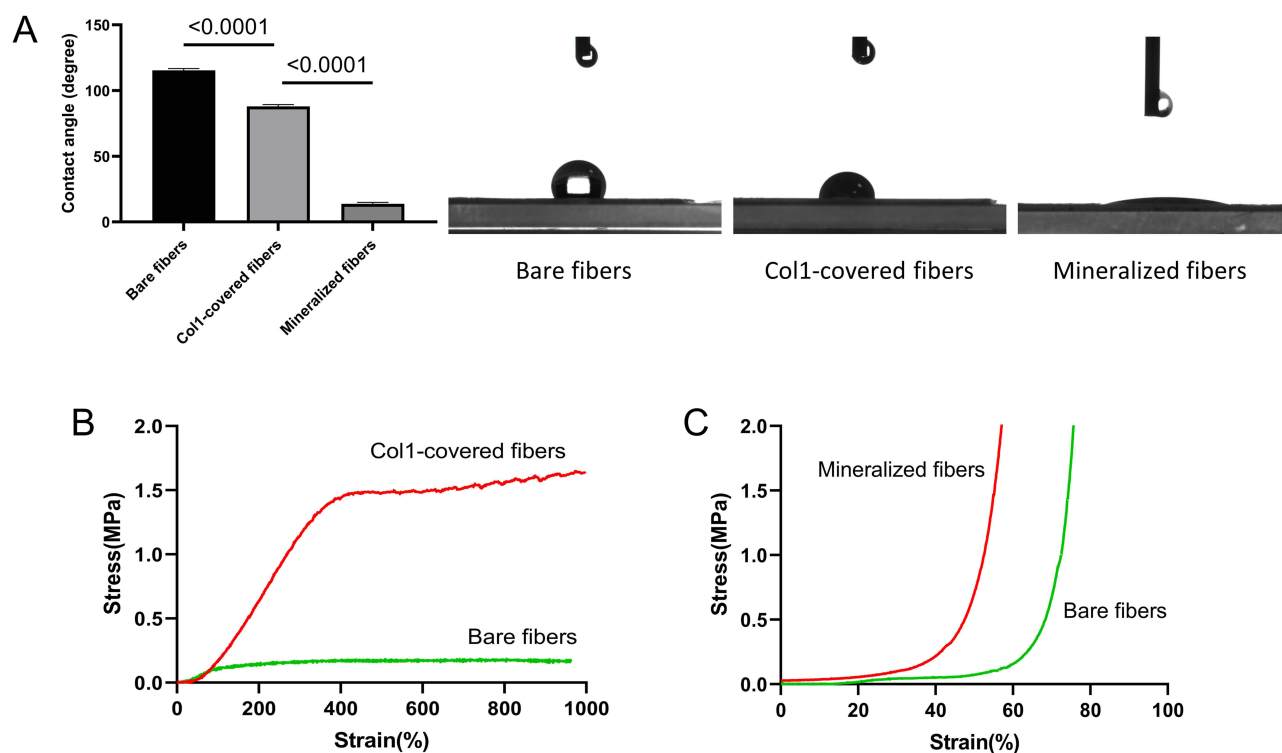 A
150
100
50
0
Contact angle (degree)
<0.0001
<0.0001
Bare fibers
Col1-covered fibers
Mineralized fibers
Bare fibers
Col1-covered fibers
Mineralized fibers
B
2.0
1.5
1.0
0.5
0.0
Stress(MPa)
Col1-covered fibers
Bare fibers
0 200 400 600 800 1000
Strain(%)
C
2.0
1.5
1.0
0.5
0.0
Stress(MPa)
Mineralized fibers
Bare fibers
0 20 40 60 80 100
Strain(%)